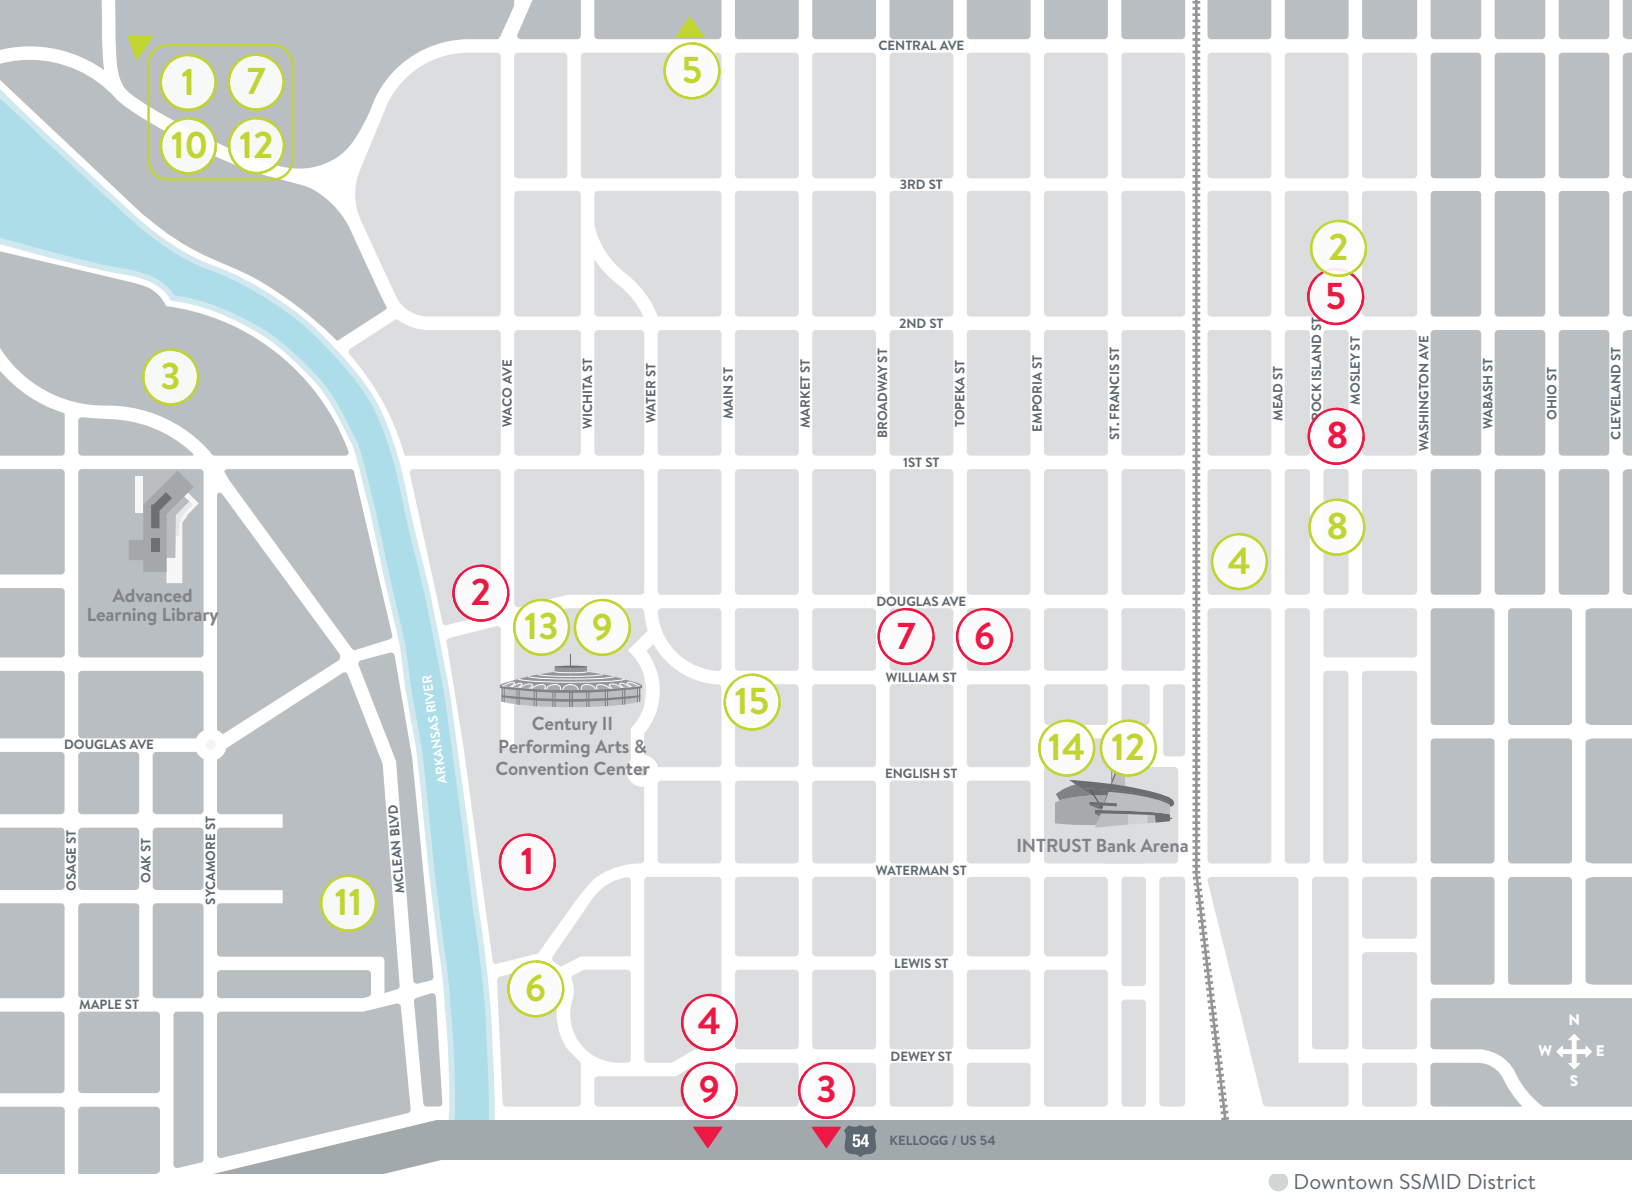 CENTRAL AVE
1
7
5
10
12
3RD ST
2
5
2ND ST
3
WACO AVE
WICHITA ST
WATER ST
MAIN ST
MARKET ST
BROADWAY ST
TOPEKA ST
EMPORIA ST
ST. FRANCIS ST
MEAD ST
ROCK ISLAND ST
MOSLEY ST
WASHINGTON AVE
WABASH ST
OHIO ST
CLEVELAND ST
8
1ST ST
8
4
Advanced
Learning Library
2
13
9
DOUGLAS AVE
7
6
WILLIAM ST
15
Century II
Performing Arts &
Convention Center
ARKANSAS RIVER
DOUGLAS AVE
14
12
ENGLISH ST
INTRUST Bank Arena
OSAGE ST
OAK ST
SYCAMORE ST
MCLEAN BLVD
1
WATERMAN ST
11
LEWIS ST
6
MAPLE ST
4
N
W
E
S
DEWEY ST
9
3
54
KELLOGG / US 54
Downtown SSMID District